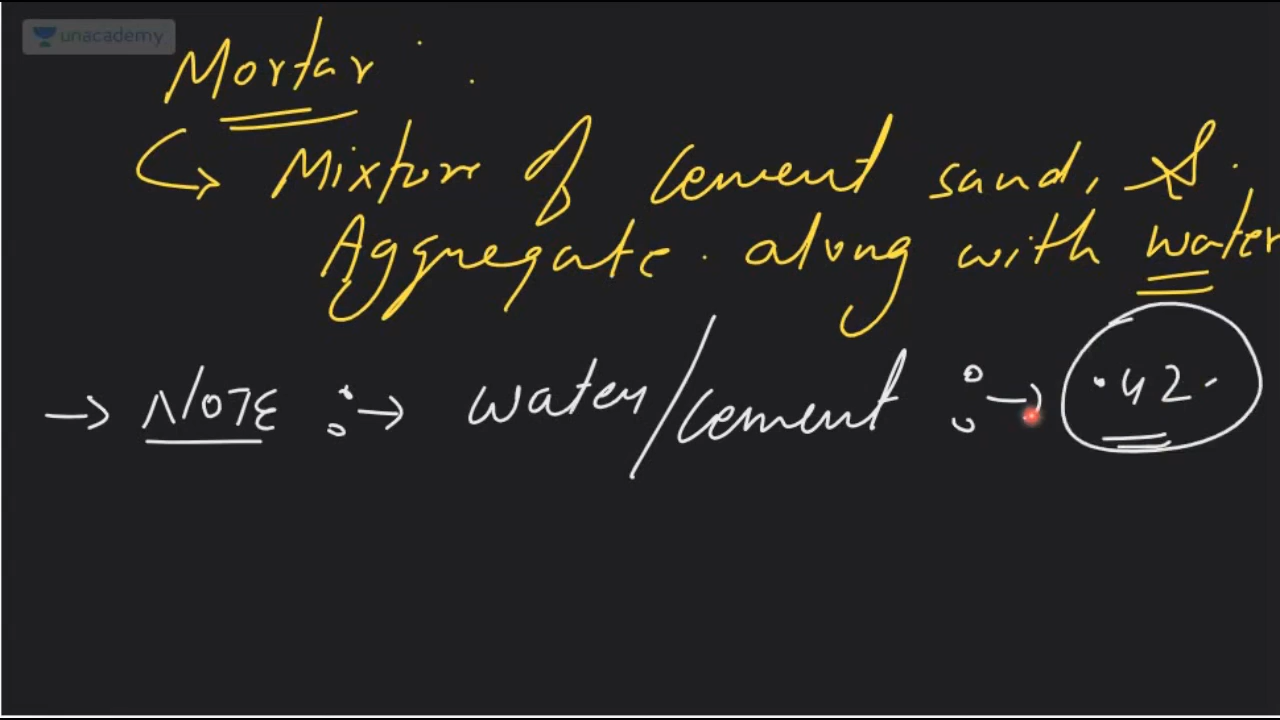 unacademy
Mortar
↳ Mixture of cement sand, &
Aggregate. along with water
→ NOTE :→ water/cement :→ .42